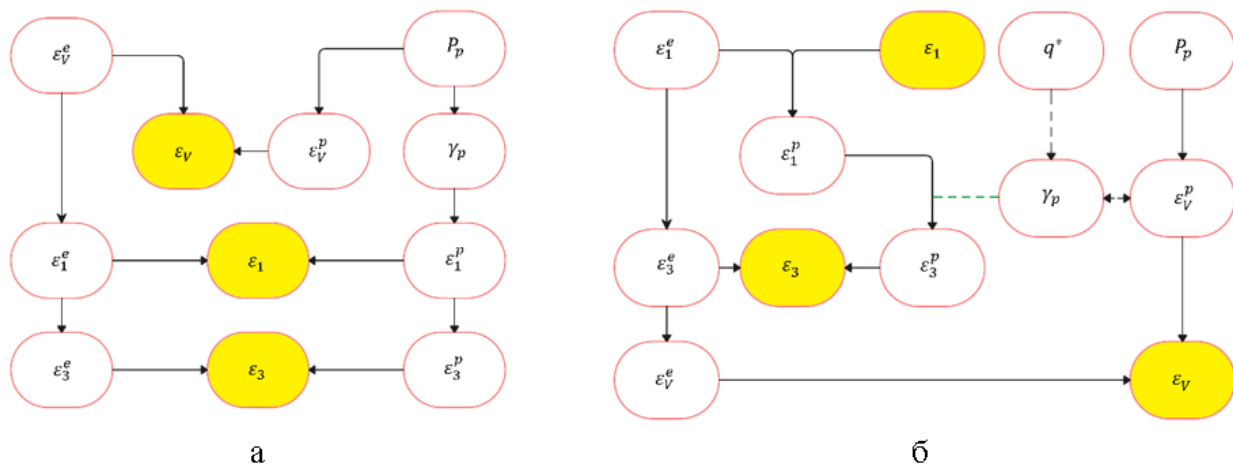 ε_V^e
P_p
ε_V
ε_V^p
γ_p
ε_1^e
ε_1
ε_1^p
ε_3^e
ε_3
ε_3^p
а
ε_1^e
ε_1
q*
P_p
ε_1^p
γ_p
ε_V^p
ε_3^e
ε_3
ε_3^p
ε_V^e
ε_V
б